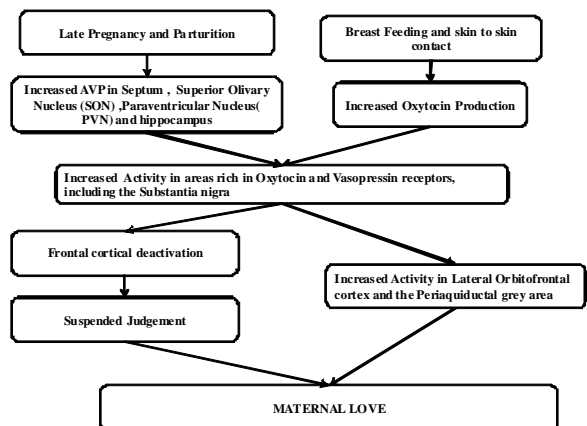 Late Pregnancy and Parturition
Breast Feeding and skin to skin
contact
Increased AVP in Septum , Superior Olivary
Nucleus (SON) ,Paraventricular Nucleus(
PVN) and hippocampus
Increased Oxytocin Production
Increased Activity in areas rich in Oxytocin and Vasopressin receptors,
including the Substantia nigra
Frontal cortical deactivation
Increased Activity in Lateral Orbitofrontal
cortex and the Periaquiductal grey area
Suspended Judgement
MATERNAL LOVE